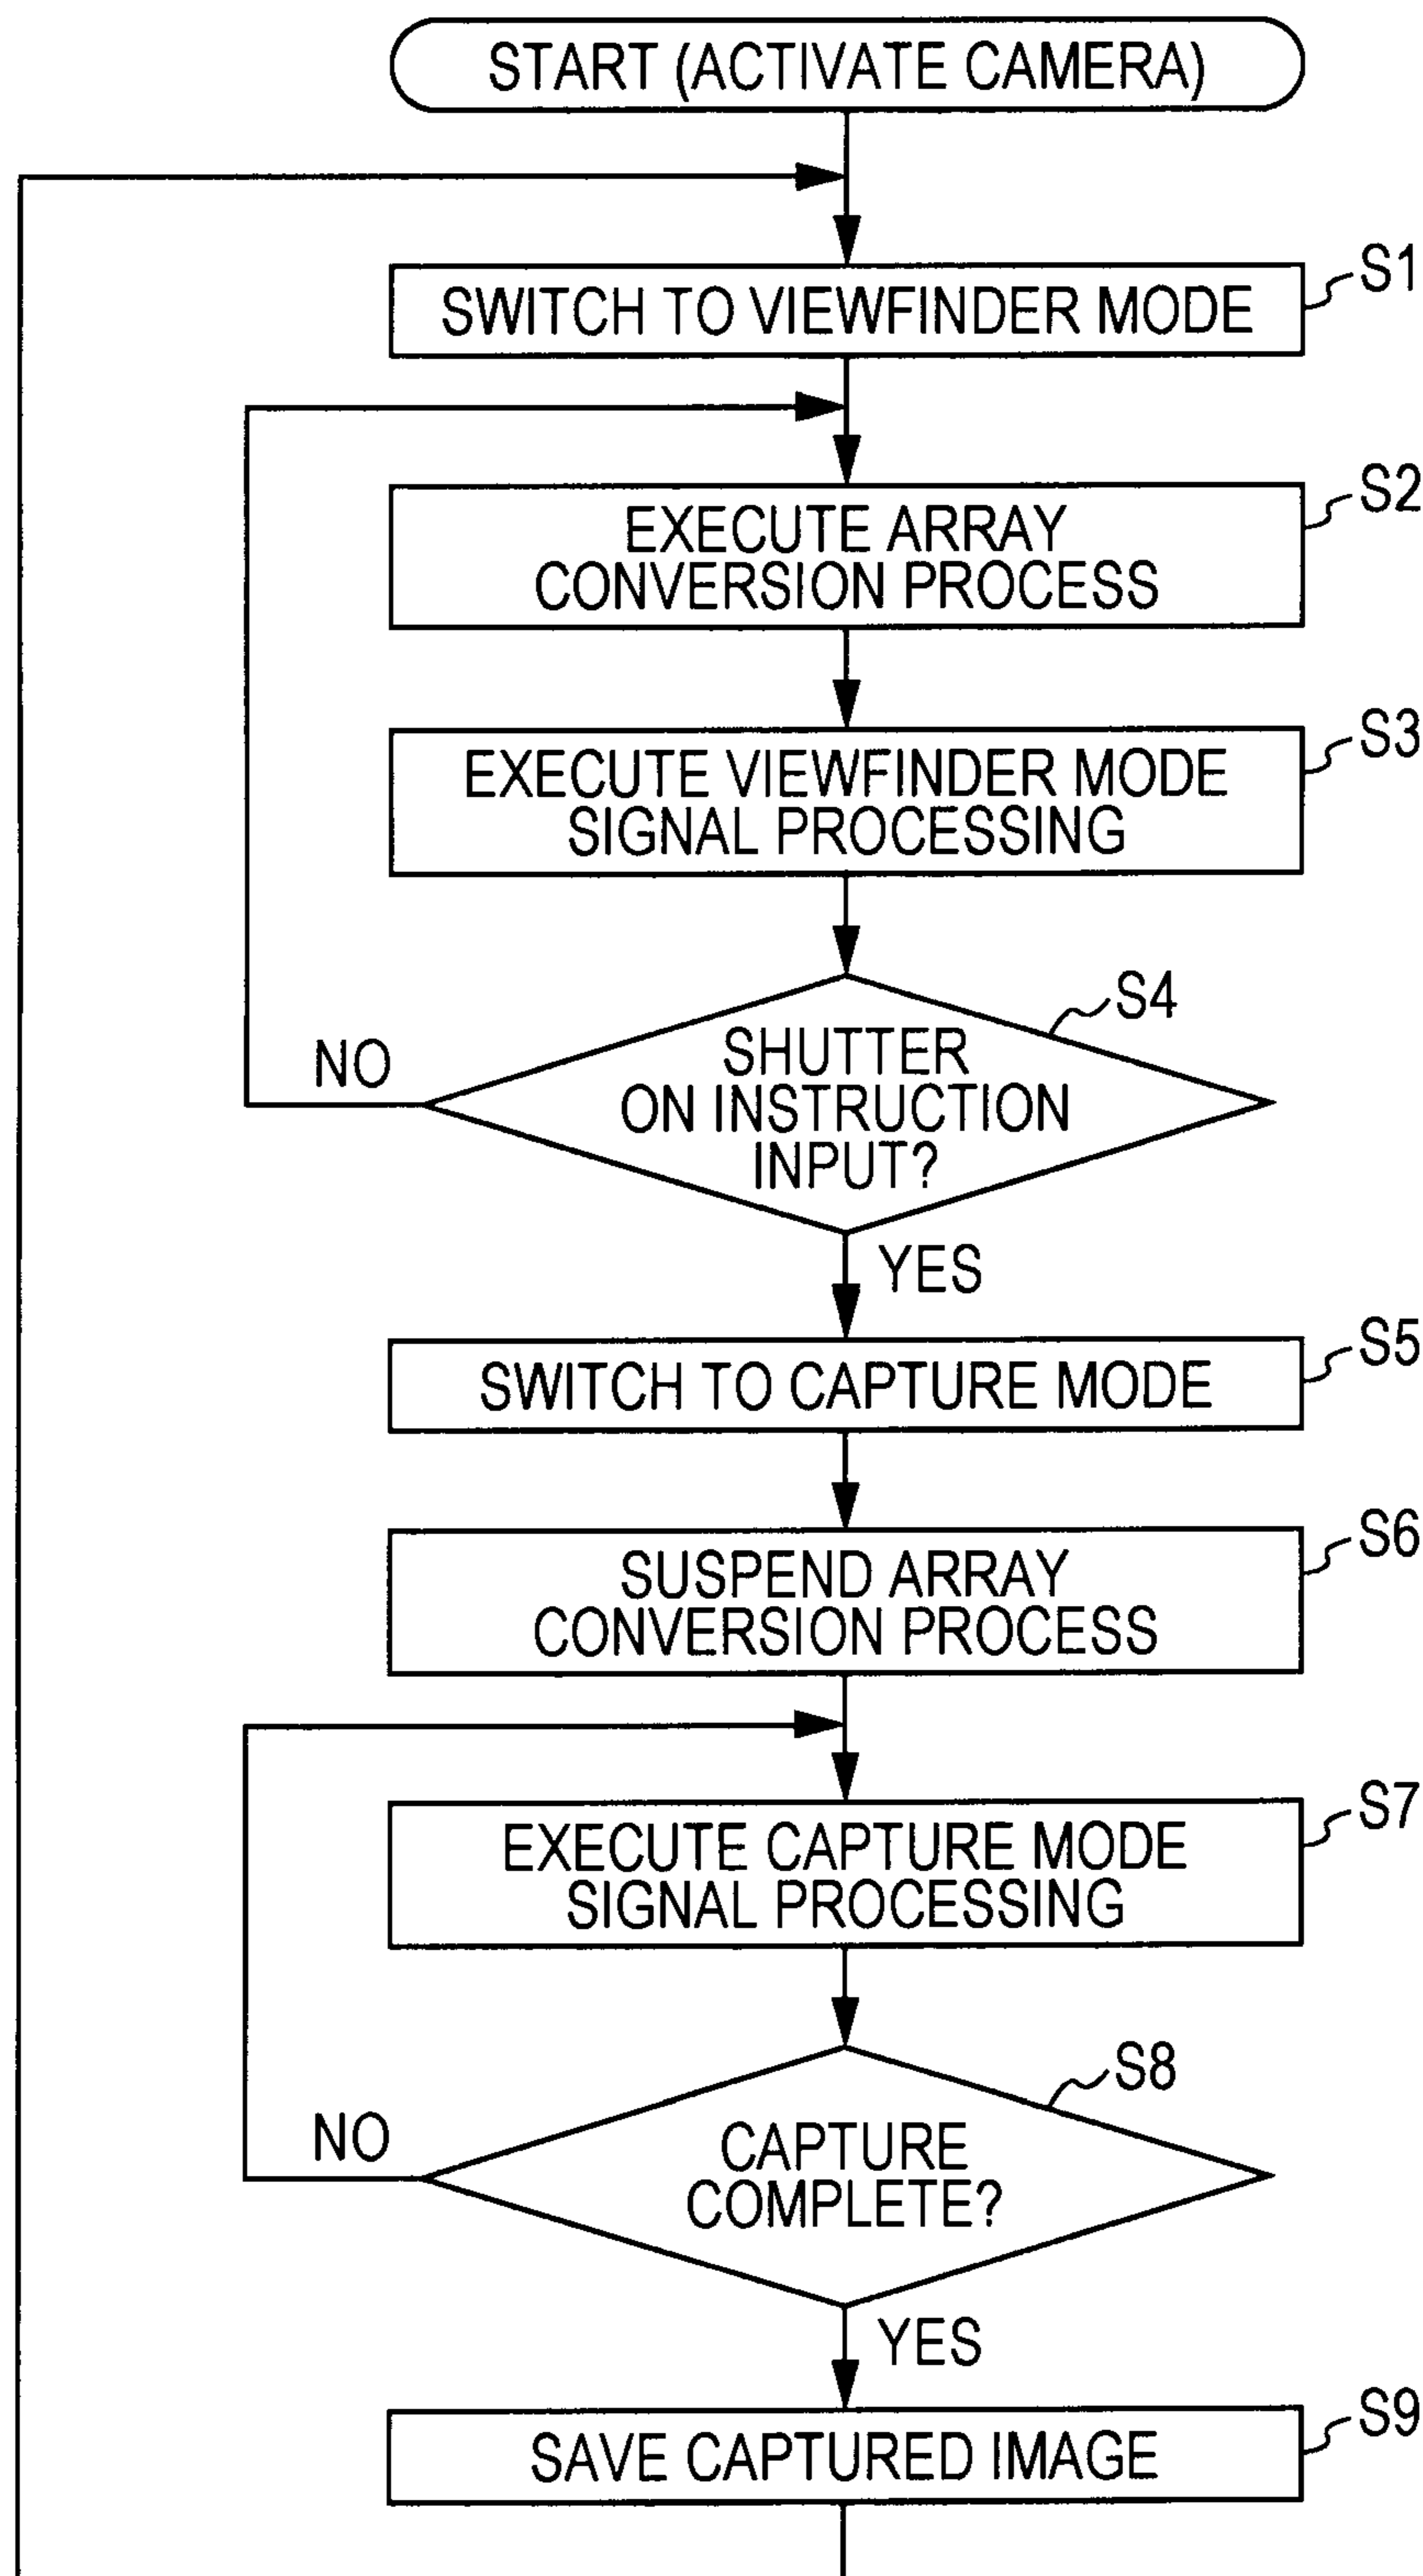 START (ACTIVATE CAMERA)
S1
SWITCH TO VIEWFINDER MODE
S2
EXECUTE ARRAY
CONVERSION PROCESS
S3
EXECUTE VIEWFINDER MODE
SIGNAL PROCESSING
S4
SHUTTER
ON INSTRUCTION
INPUT?
NO
YES
S5
SWITCH TO CAPTURE MODE
S6
SUSPEND ARRAY
CONVERSION PROCESS
S7
EXECUTE CAPTURE MODE
SIGNAL PROCESSING
S8
CAPTURE
COMPLETE?
NO
YES
S9
SAVE CAPTURED IMAGE